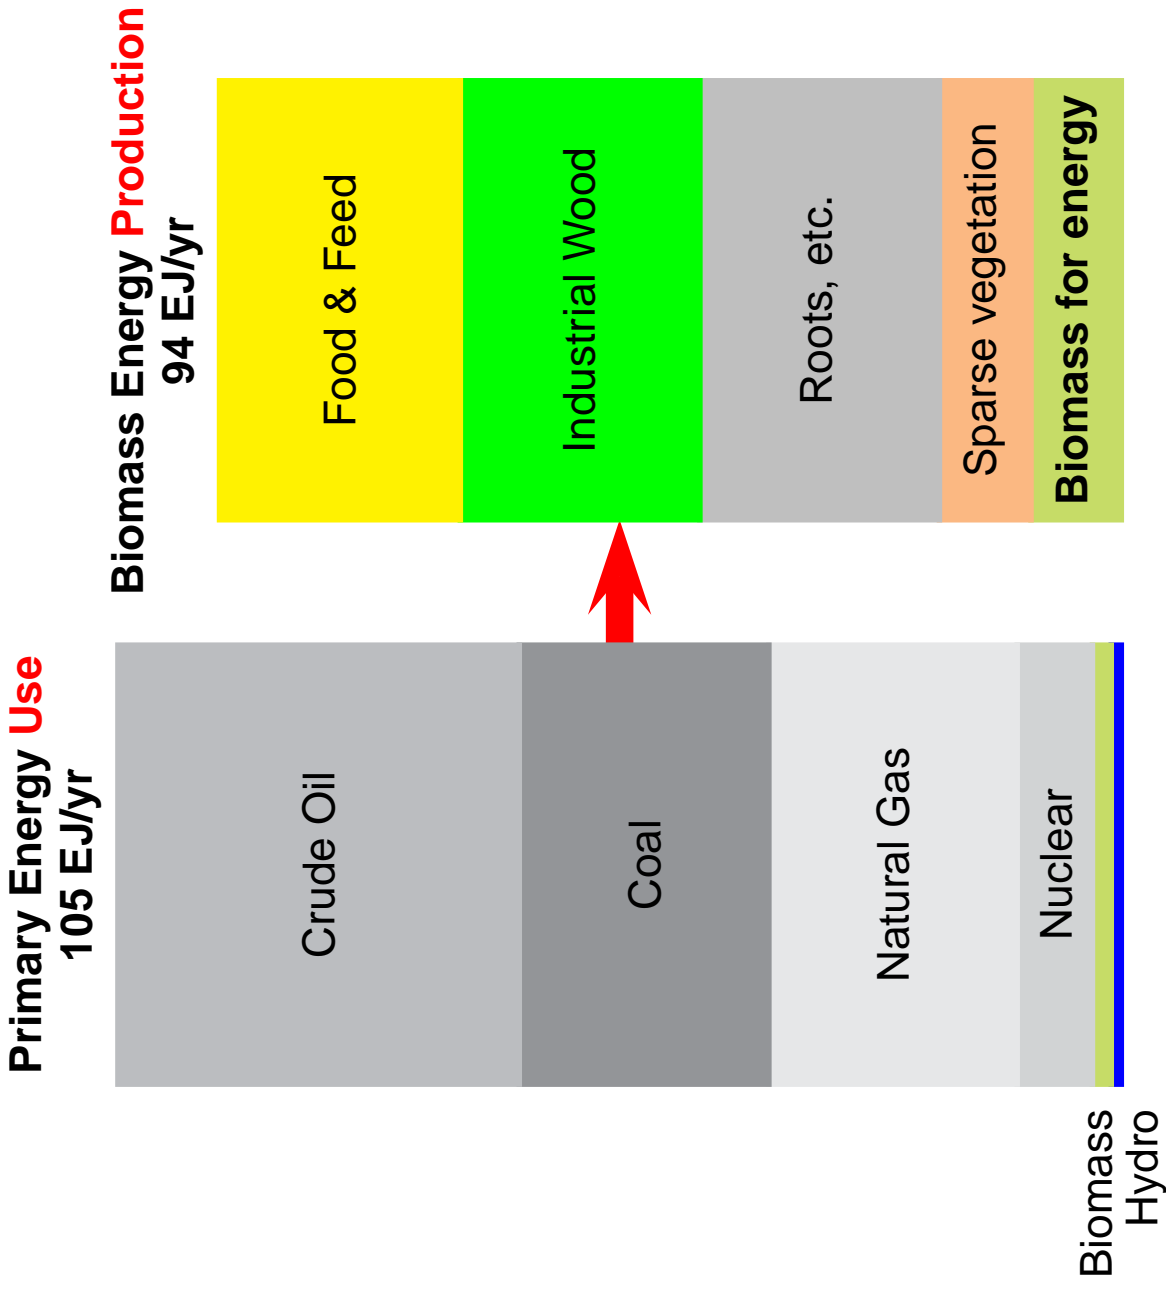 Primary Energy Use
105 EJ/yr
Crude Oil
Coal
Natural Gas
Nuclear
Biomass
Hydro
Biomass Energy Production
94 EJ/yr
Food & Feed
Industrial Wood
Roots, etc.
Sparse vegetation
Biomass for energy